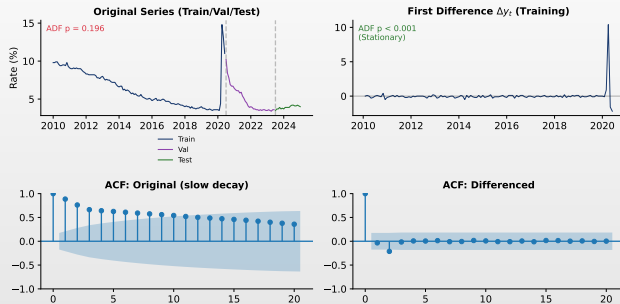 Original Series (Train/Val/Test)
ADF p = 0.196
Rate (%)
15
10
5
2010 2012 2014 2016 2018 2020 2022 2024
Train
Val
Test
First Difference Δy_t (Training)
ADF p < 0.001
(Stationary)
10
5
0
2010 2012 2014 2016 2018 2020
ACF: Original (slow decay)
1.0
0.5
0.0
−0.5
−1.0
0 5 10 15 20
ACF: Differenced
1.0
0.5
0.0
−0.5
−1.0
0 5 10 15 20